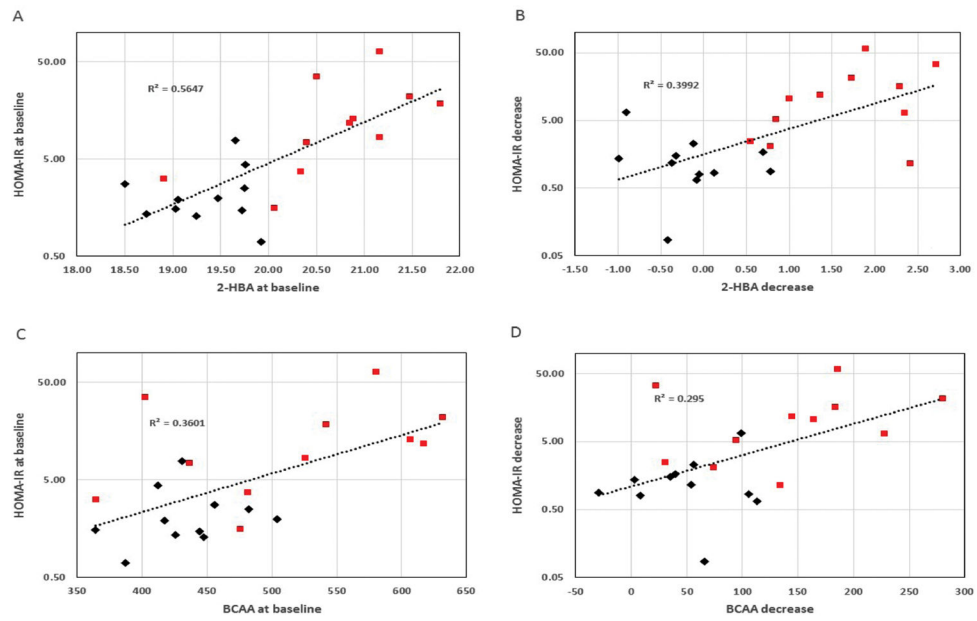 A
HOMA-IR at baseline
50.00
5.00
0.50
R² = 0.5647
18.00 18.50 19.00 19.50 20.00 20.50 21.00 21.50 22.00
2-HBA at baseline
B
HOMA-IR decrease
50.00
5.00
0.50
0.05
R² = 0.3992
-1.50 -1.00 -0.50 0.00 0.50 1.00 1.50 2.00 2.50 3.00
2-HBA decrease
C
HOMA-IR at baseline
50.00
5.00
0.50
R² = 0.3601
350 400 450 500 550 600 650
BCAA at baseline
D
HOMA-IR decrease
50.00
5.00
0.50
0.05
R² = 0.295
-50 0 50 100 150 200 250 300
BCAA decrease